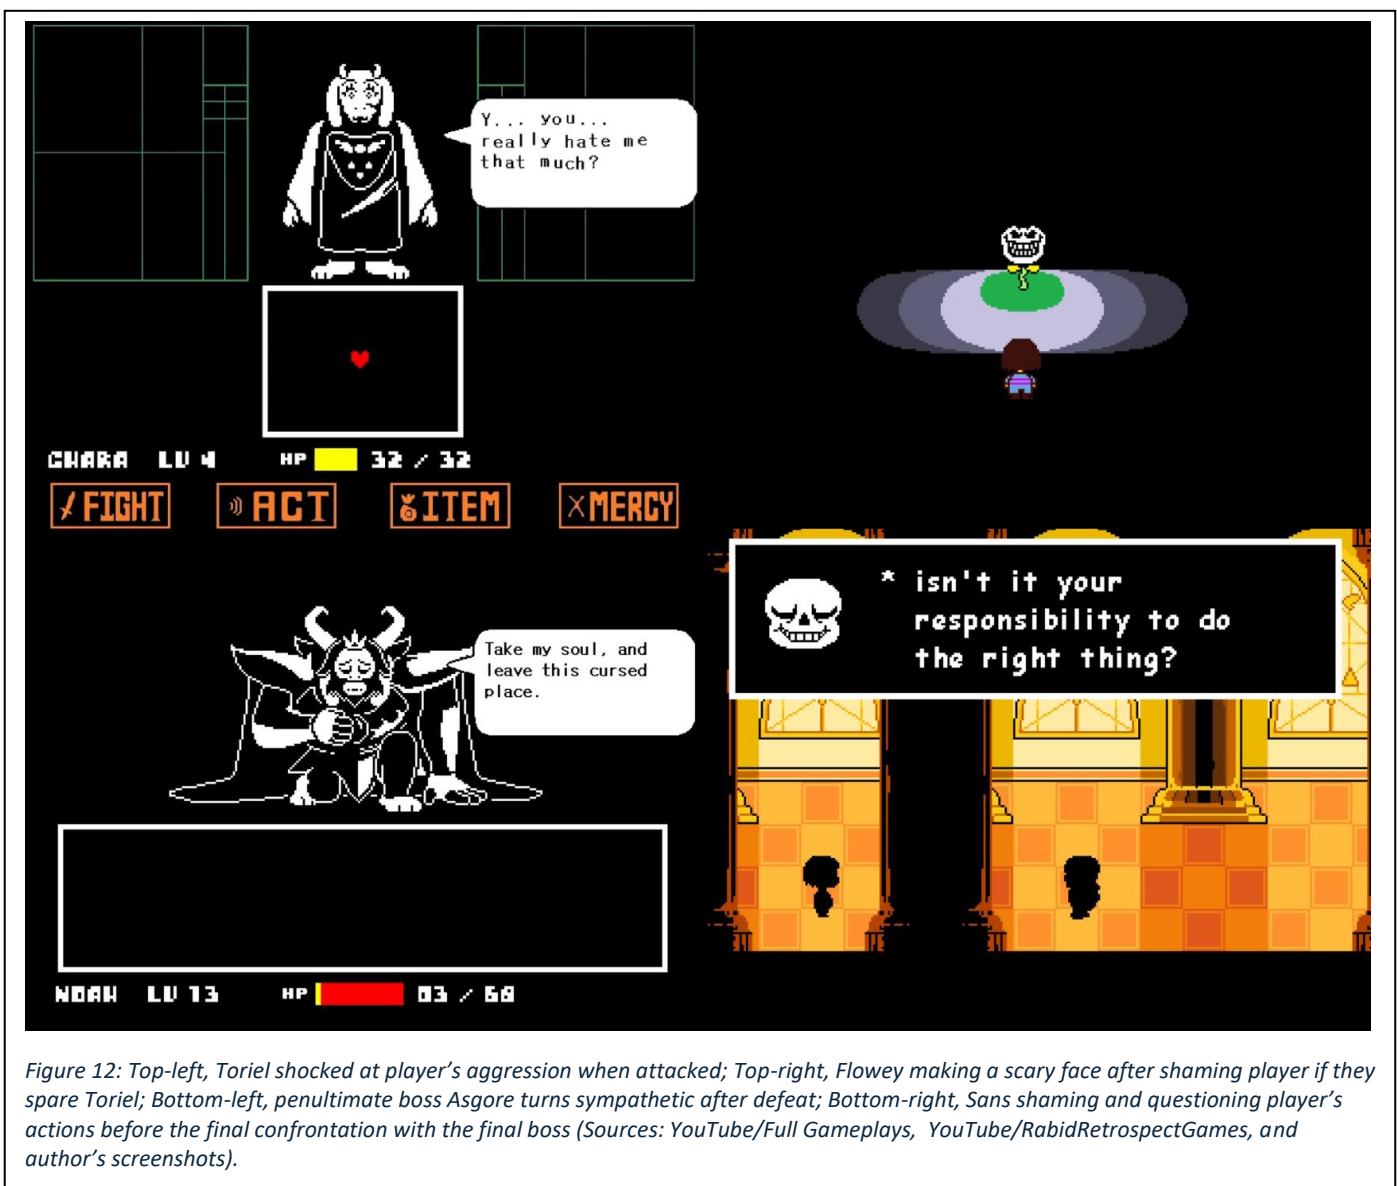 Y... you...
really hate me
that much?
CHARA LV 4 HP 32 / 32
FIGHT ACT ITEM MERCY
Take my soul, and
leave this cursed
place.
NOAH LV 13 HP 03 / 68
* isn't it your
responsibility to do
the right thing?
Figure 12: Top-left, Toriel shocked at player's aggression when attacked; Top-right, Flowey making a scary face after shaming player if they
spare Toriel; Bottom-left, penultimate boss Asgore turns sympathetic after defeat; Bottom-right, Sans shaming and questioning player's
actions before the final confrontation with the final boss (Sources: YouTube/Full Gameplays, YouTube/RabidRetrospectGames, and
author's screenshots).